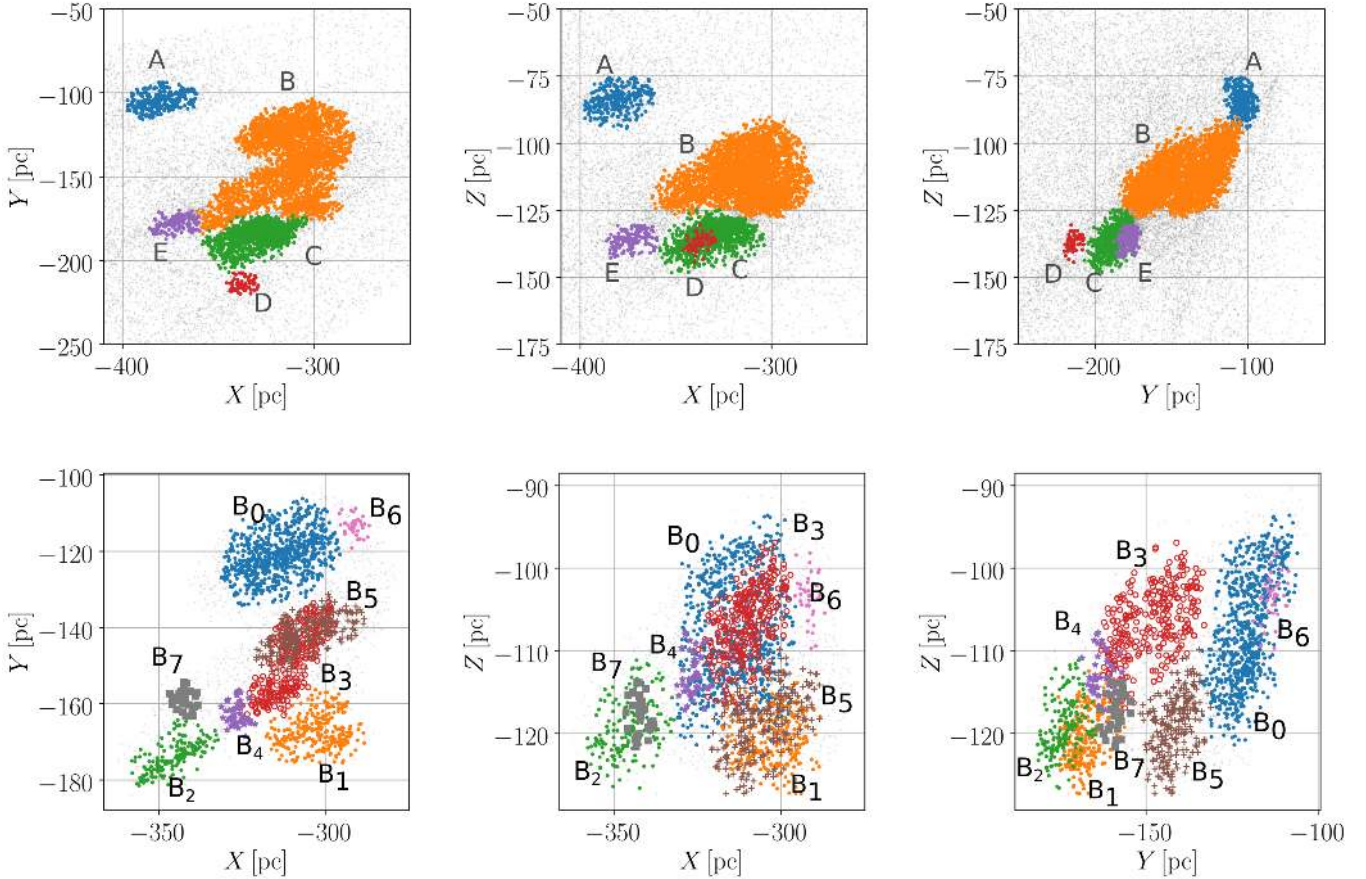 −50
−100
−150
−200
−250
Y [pc]
A
B
E
C
D
−400
−300
X [pc]
−50
−75
−100
−125
−150
−175
Z [pc]
A
B
E
D
C
−400
−300
X [pc]
−50
−75
−100
−125
−150
−175
Z [pc]
A
B
D
C
E
−200
−100
Y [pc]
−100
−120
−140
−160
−180
Y [pc]
B0
B6
B5
B7
B3
B4
B2
B1
−350
−300
X [pc]
−90
−100
−110
−120
Z [pc]
B0
B3
B6
B4
B7
B5
B2
B1
−350
−300
X [pc]
−90
−100
−110
−120
Z [pc]
B3
B4
B6
B0
B2
B7
B5
B1
−150
−100
Y [pc]